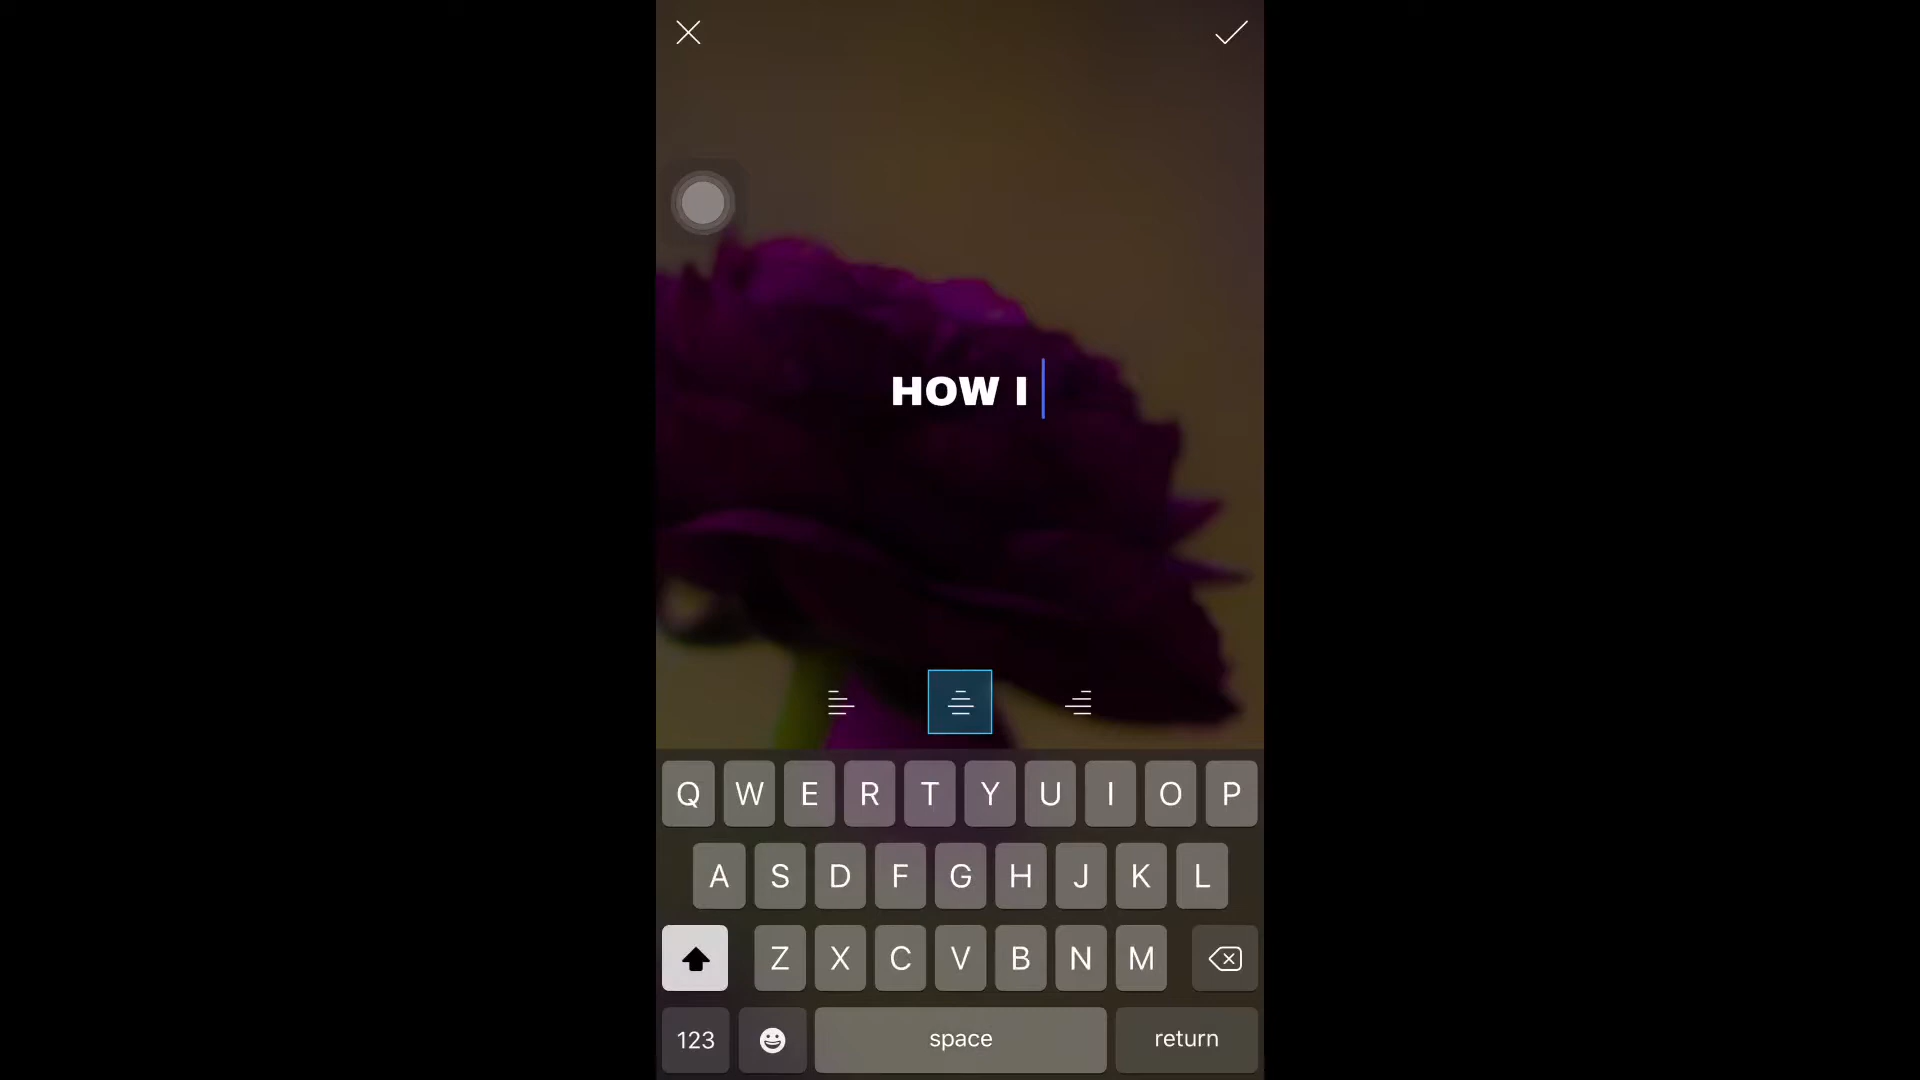 HOW I
Q W E R T Y U I O P
A S D F G H J K L
Z X C V B N M
123 space return